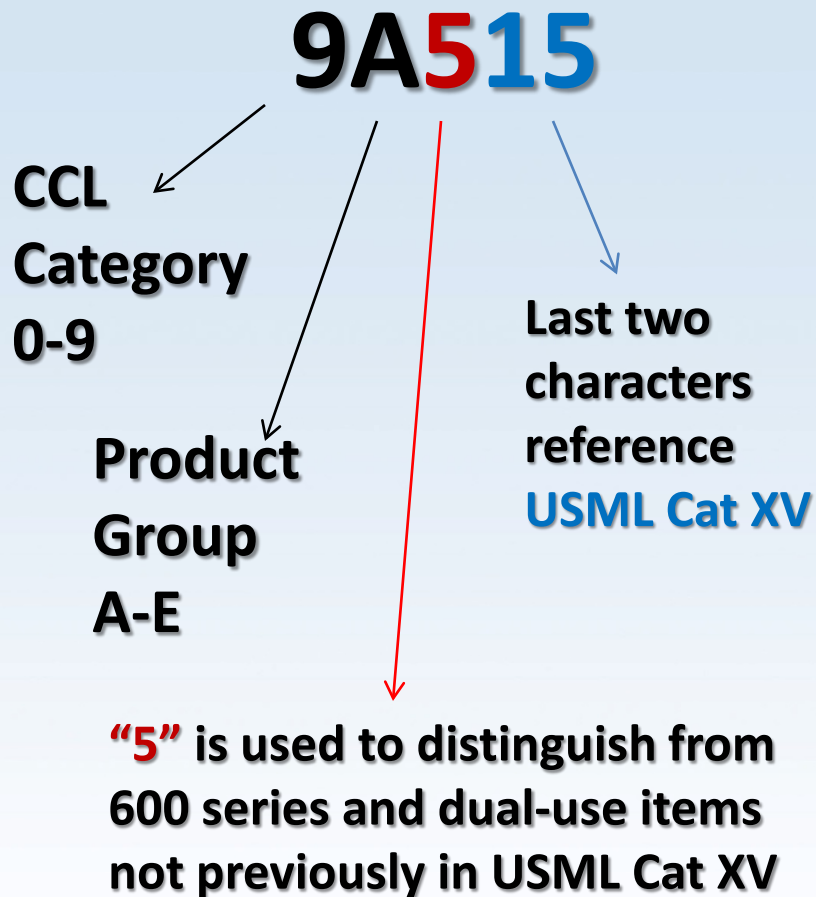 9A515
CCL
Category
0-9
Product
Group
A-E
Last two
characters
reference
USML Cat XV
“5” is used to distinguish from
600 series and dual-use items
not previously in USML Cat XV